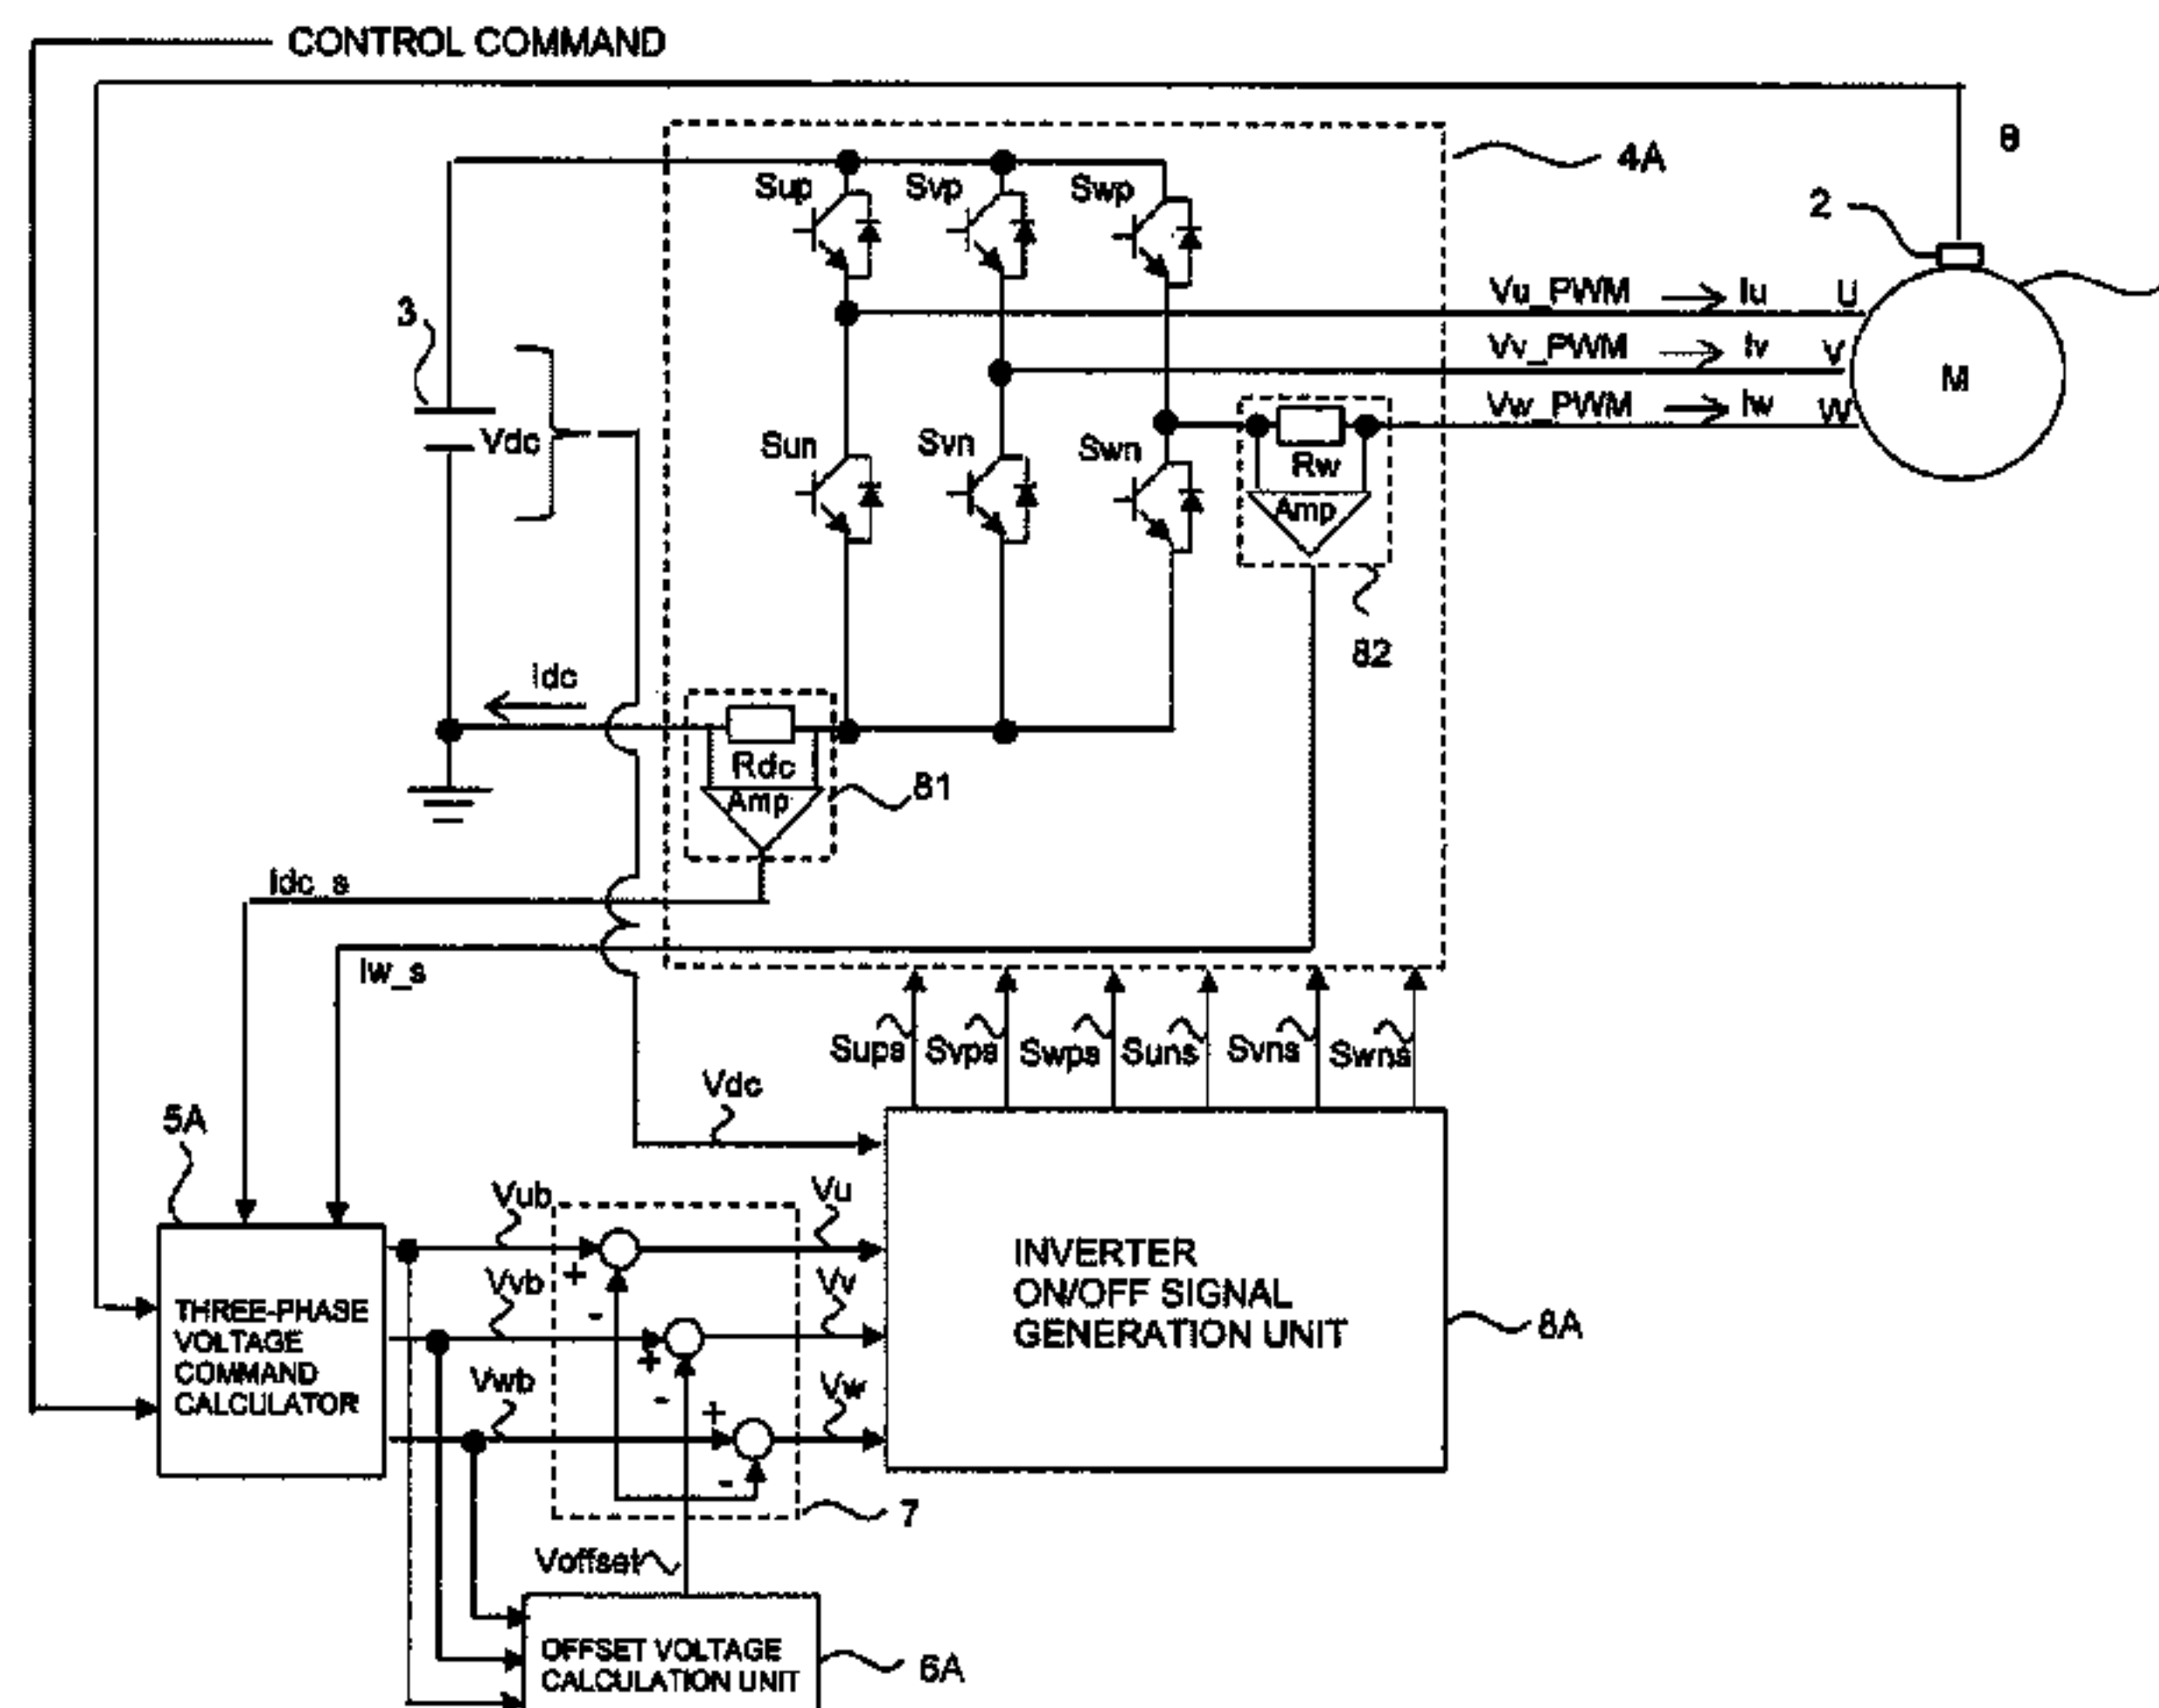 CONTROL COMMAND
4A
θ
Sup
Svp
Swp
2
Vu_PWM
Iu
U
3
Vv_PWM
Iv
V
M
Vw_PWM
Iw
W
Vdc
Sun
Svn
Swn
Rw
Amp
82
Idc
Rdc
Amp
81
Idc_s
Iw_s
Sups
Svps
Swps
Suns
Svns
Swns
Vdc
5A
Vub
Vu
INVERTER
ON/OFF SIGNAL
GENERATION UNIT
8A
+
-
Vvb
Vv
THREE-PHASE
VOLTAGE
COMMAND
CALCULATOR
+
-
Vwb
Vw
+
-
7
Voffset
OFFSET VOLTAGE
CALCULATION UNIT
6A